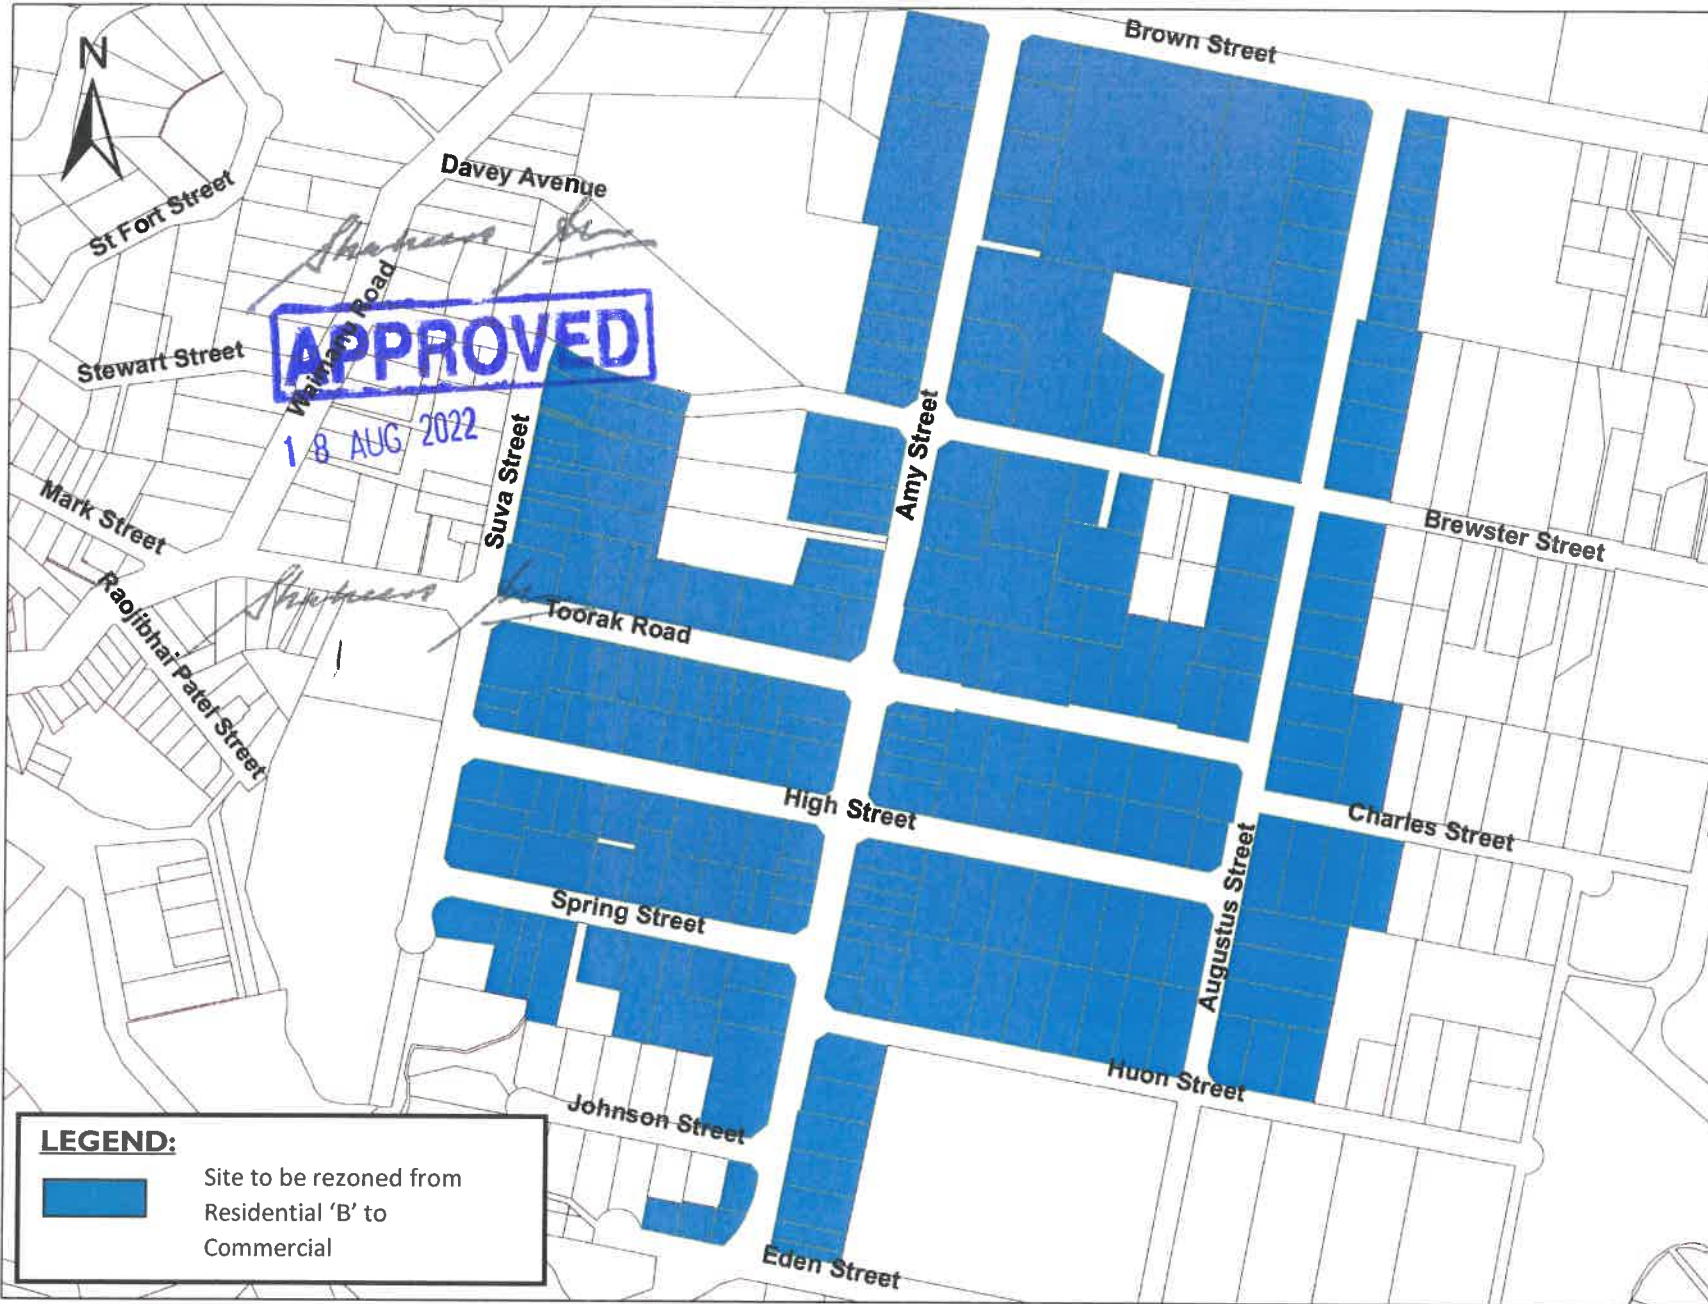 N
Brown Street
Davey Avenue
St Fort Street
Waimanu Road
APPROVED
18 AUG 2022
Stewart Street
Suva Street
Amy Street
Mark Street
Brewster Street
Raojibhai Patel Street
Toorak Road
High Street
Charles Street
Augustus Street
Spring Street
Huon Street
Johnson Street
Eden Street
LEGEND:
Site to be rezoned from
Residential ‘B’ to
Commercial